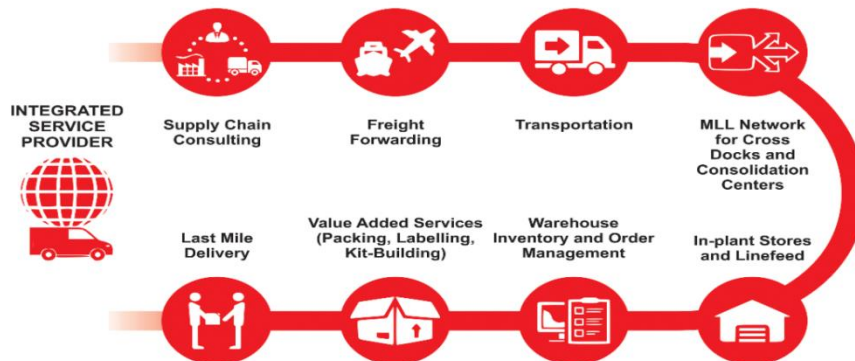 INTEGRATED
SERVICE
PROVIDER
Supply Chain
Consulting
Freight
Forwarding
Transportation
MLL Network
for Cross
Docks and
Consolidation
Centers
Last Mile
Delivery
Value Added Services
(Packing, Labelling,
Kit-Building)
Warehouse
Inventory and Order
Management
In-plant Stores
and Linefeed